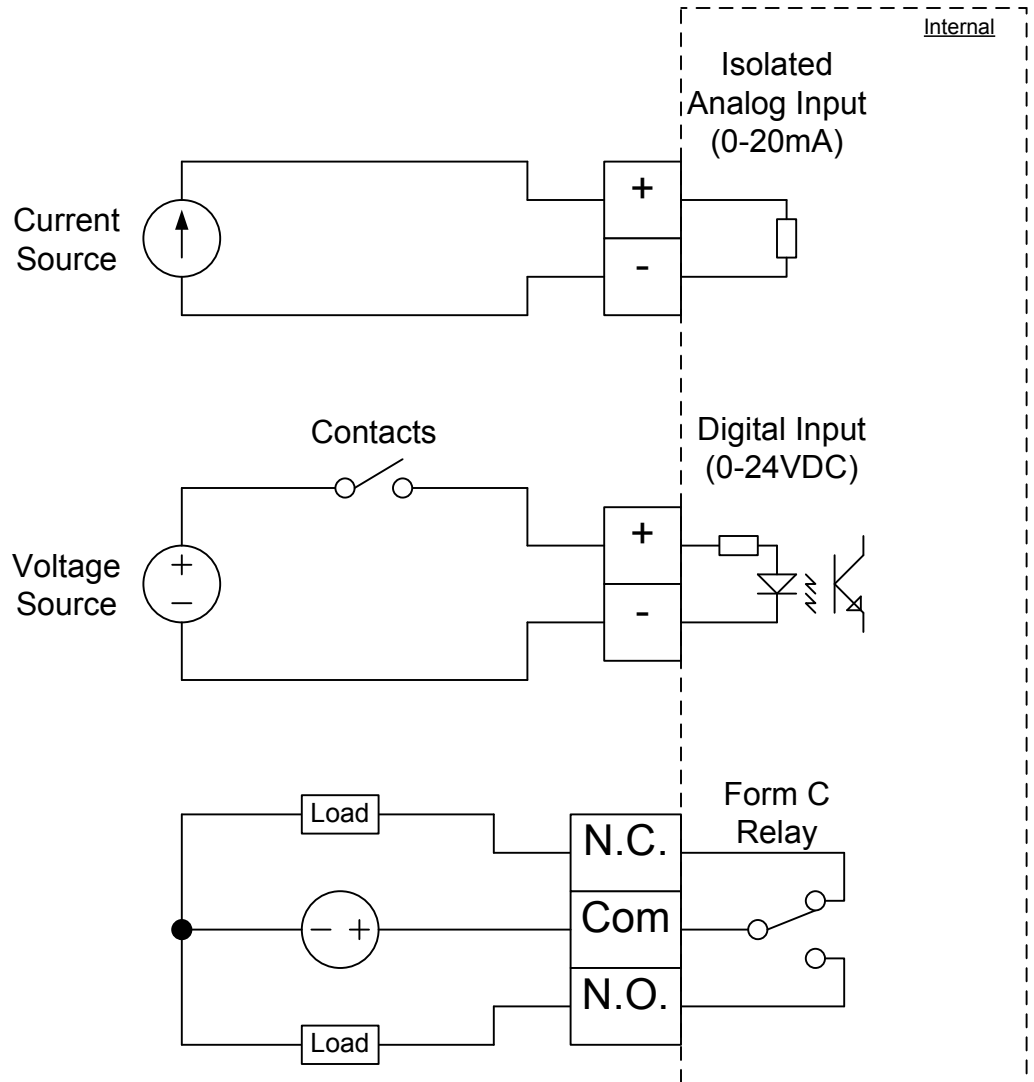 Internal
Isolated
Analog Input
(0-20mA)
+
-
Current
Source
Contacts
Digital Input
(0-24VDC)
+
-
Voltage
Source
+
−
Form C
Relay
Load
N.C.
− +
Com
N.O.
Load